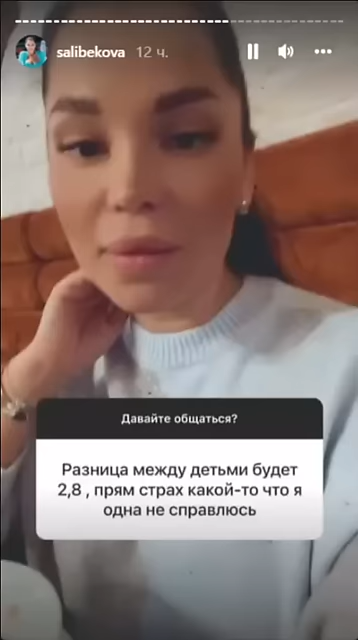 salibekova 12 ч.
Давайте общаться?
Разница между детьми будет
2,8 , прям страх какой-то что я
одна не справлюсь